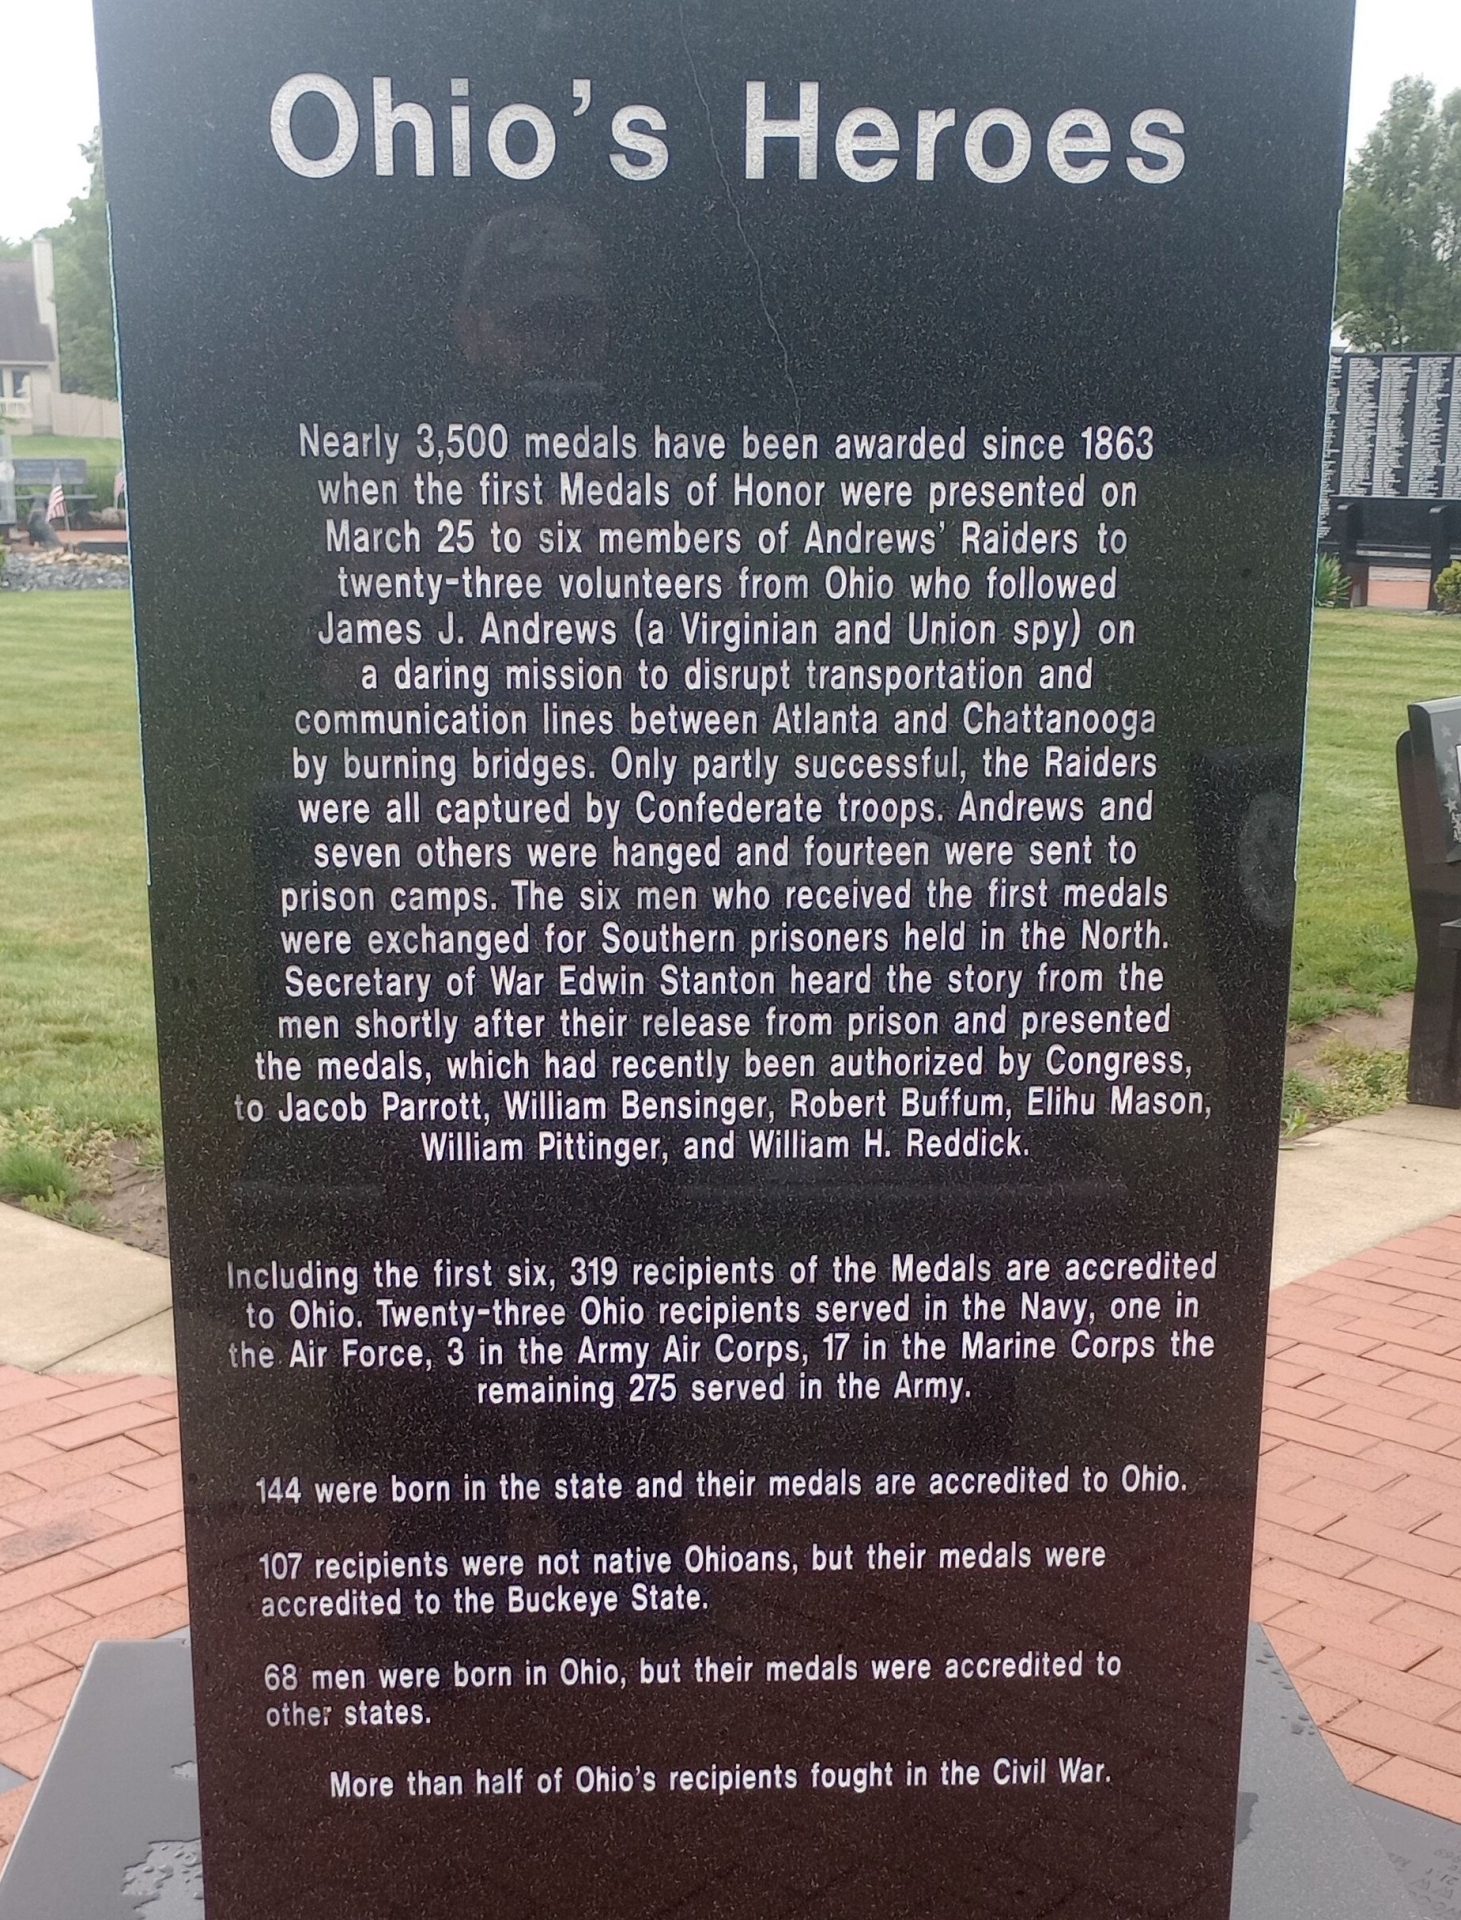 Ohio's Heroes
Nearly 3,500 medals have been awarded since 1863
when the first Medals of Honor were presented on
March 25 to six members of Andrews' Raiders to
twenty-three volunteers from Ohio who followed
James J. Andrews (a Virginian and Union spy) on
a daring mission to disrupt transportation and
communication lines between Atlanta and Chattanooga
by burning bridges. Only partly successful, the Raiders
were all captured by Confederate troops. Andrews and
seven others were hanged and fourteen were sent to
prison camps. The six men who received the first medals
were exchanged for Southern prisoners held in the North.
Secretary of War Edwin Stanton heard the story from the
men shortly after their release from prison and presented
the medals, which had recently been authorized by Congress,
to Jacob Parrott, William Bensinger, Robert Buffum, Elihu Mason,
William Pittinger, and William H. Reddick.
Including the first six, 319 recipients of the Medals are accredited
to Ohio. Twenty-three Ohio recipients served in the Navy, one in
the Air Force, 3 in the Army Air Corps, 17 in the Marine Corps the
remaining 275 served in the Army.
144 were born in the state and their medals are accredited to Ohio.
107 recipients were not native Ohioans, but their medals were
accredited to the Buckeye State.
68 men were born in Ohio, but their medals were accredited to
other states.
More than half of Ohio's recipients fought in the Civil War.